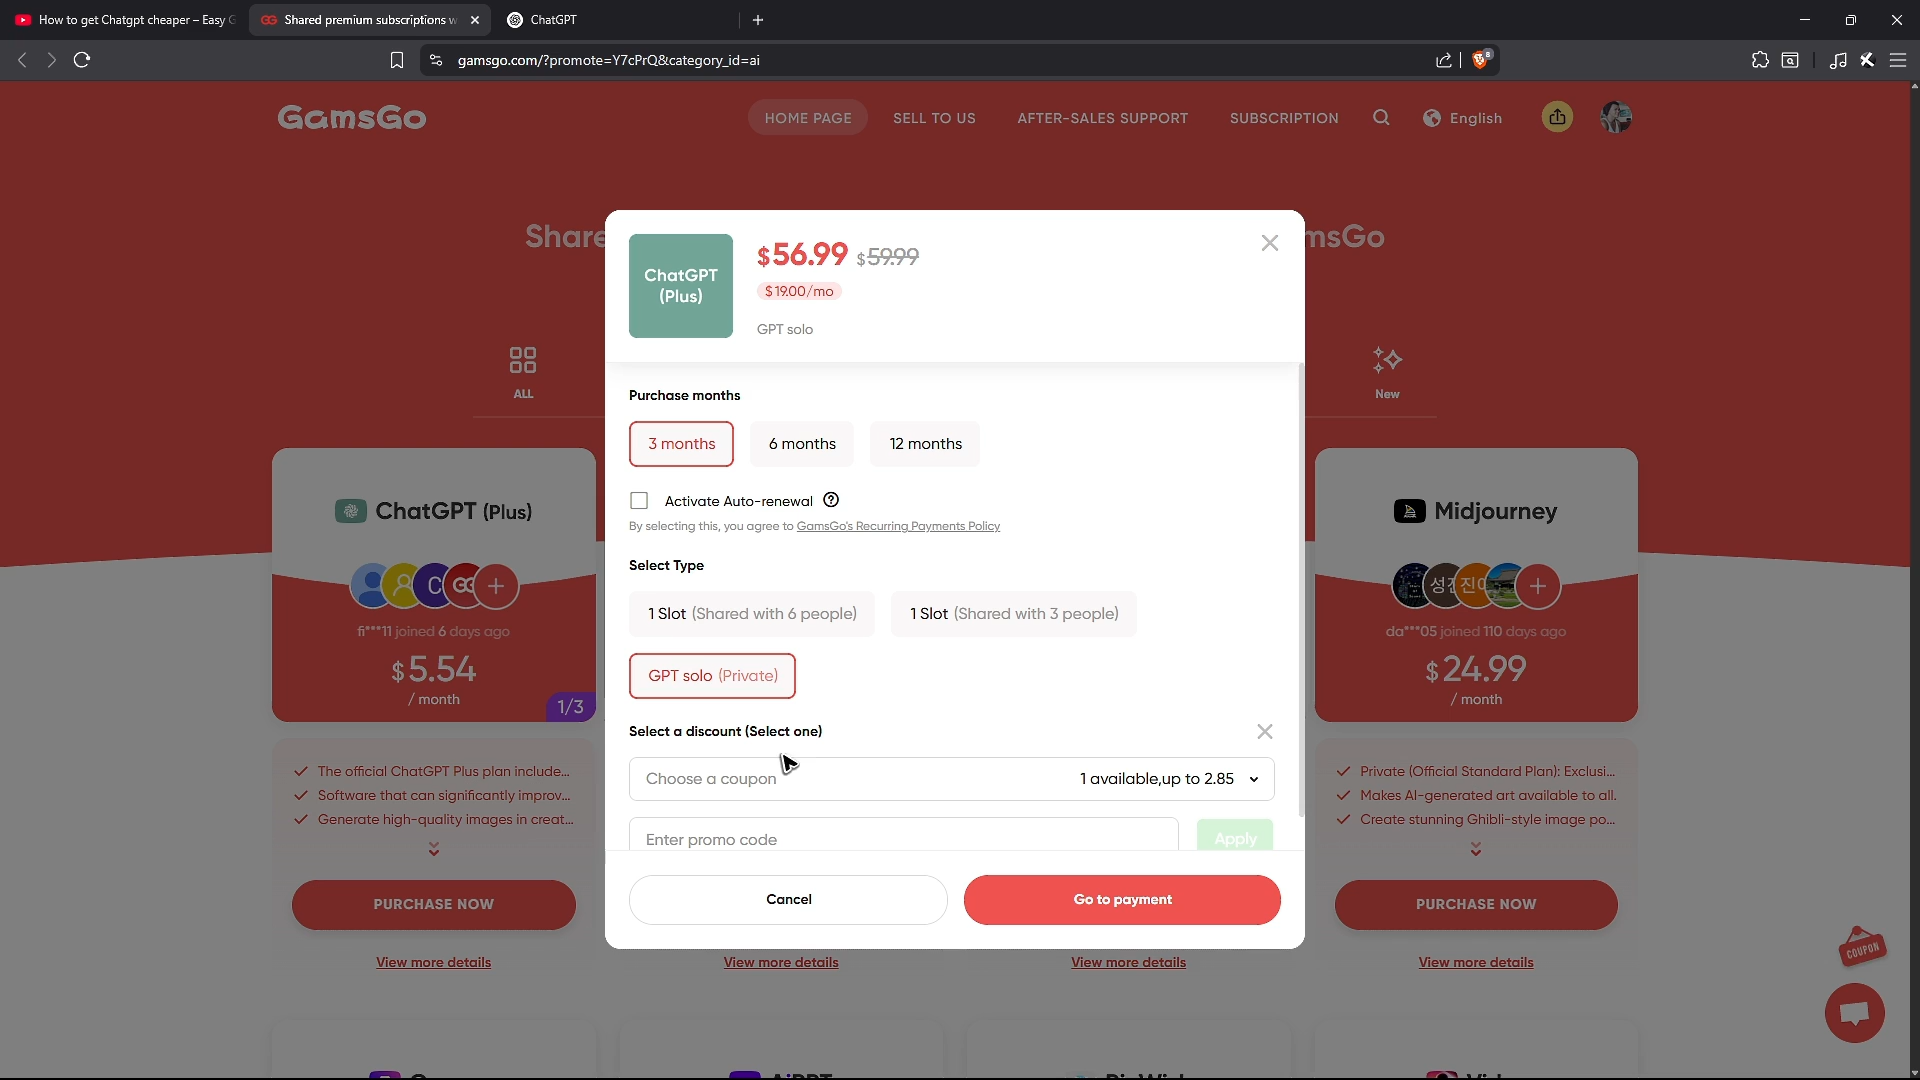 How to get Chatgpt cheaper – Easy G
Shared premium subscriptions w
ChatGPT
gamsgo.com/?promote=Y7cPrQ&category_id=ai
8
GamsGo
HOME PAGE
SELL TO US
AFTER-SALES SUPPORT
SUBSCRIPTION
English
Share
msGo
ChatGPT
(Plus)
$56.99 $59.99
$19.00/mo
GPT solo
ALL
New
Purchase months
3 months
6 months
12 months
Activate Auto-renewal
By selecting this, you agree to GamsGo's Recurring Payments Policy
Select Type
1 Slot (Shared with 6 people)
1 Slot (Shared with 3 people)
GPT solo (Private)
Select a discount (Select one)
Choose a coupon
1 available,up to 2.85
Enter promo code
Apply
Cancel
Go to payment
ChatGPT (Plus)
fi***11 joined 6 days ago
$5.54
/ month
1/3
The official ChatGPT Plus plan include...
Software that can significantly improv...
Generate high-quality images in creat...
PURCHASE NOW
View more details
View more details
View more details
Midjourney
da***05 joined 110 days ago
$24.99
/ month
Private (Official Standard Plan): Exclusi...
Makes AI-generated art available to all.
Create stunning Ghibli-style image po...
PURCHASE NOW
View more details
COUPON